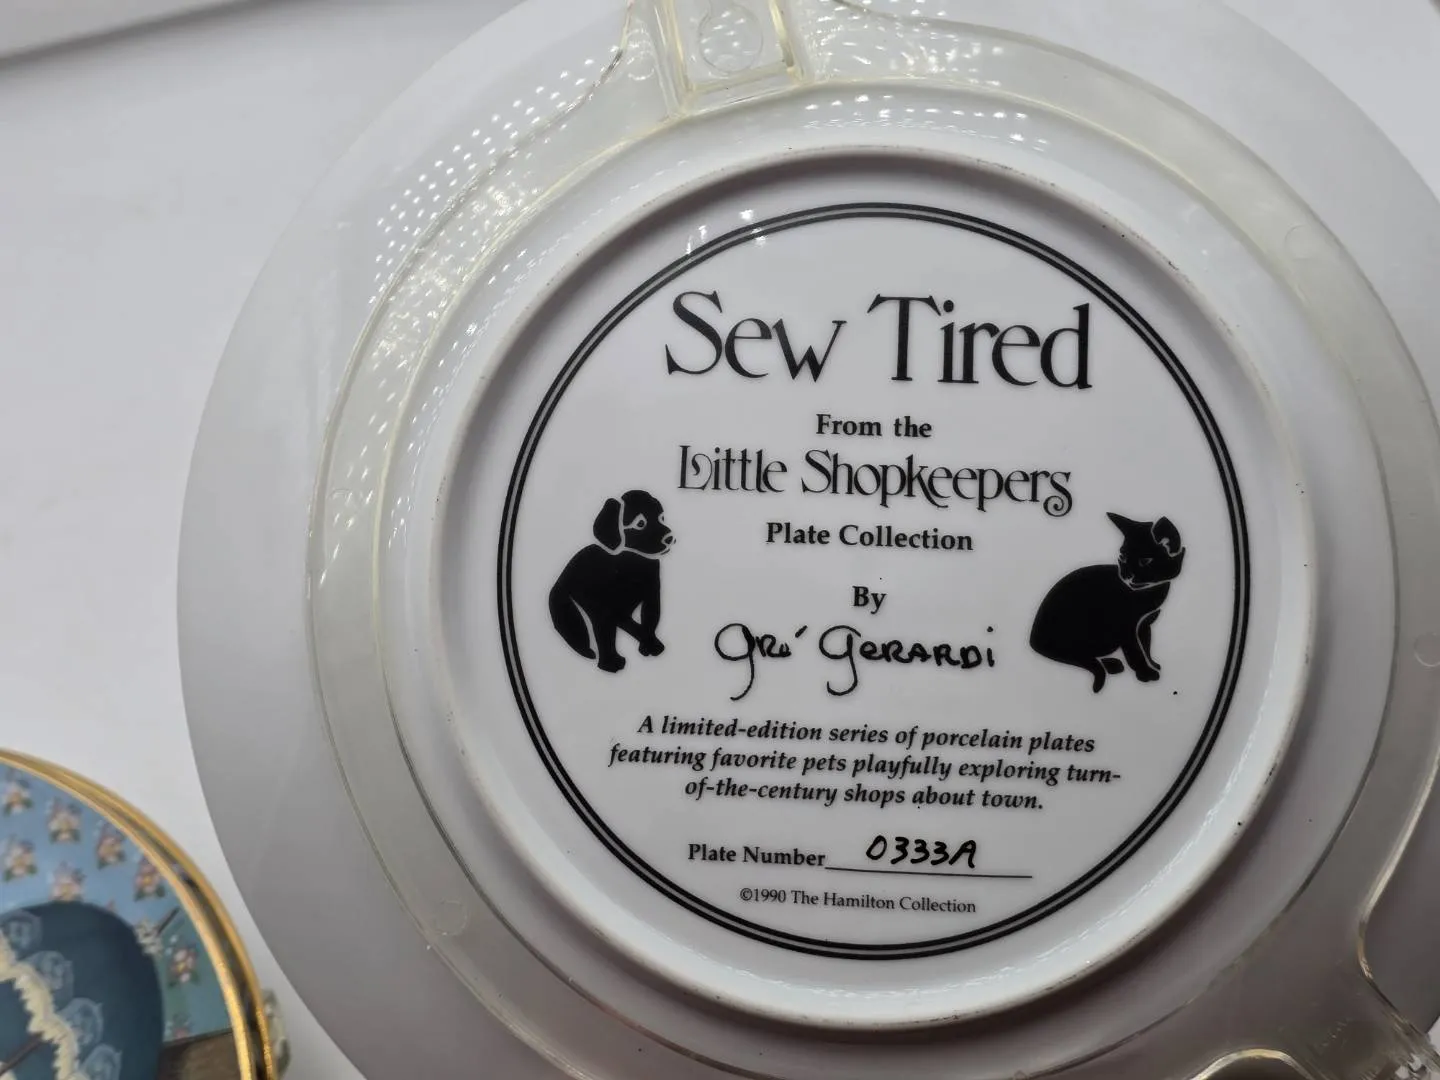 Sew Tired
From the
Little Shopkeepers
Plate Collection
By
Gré Gerardi
A limited-edition series of porcelain plates
featuring favorite pets playfully exploring turn-
of-the-century shops about town.
Plate Number 0333A
©1990 The Hamilton Collection